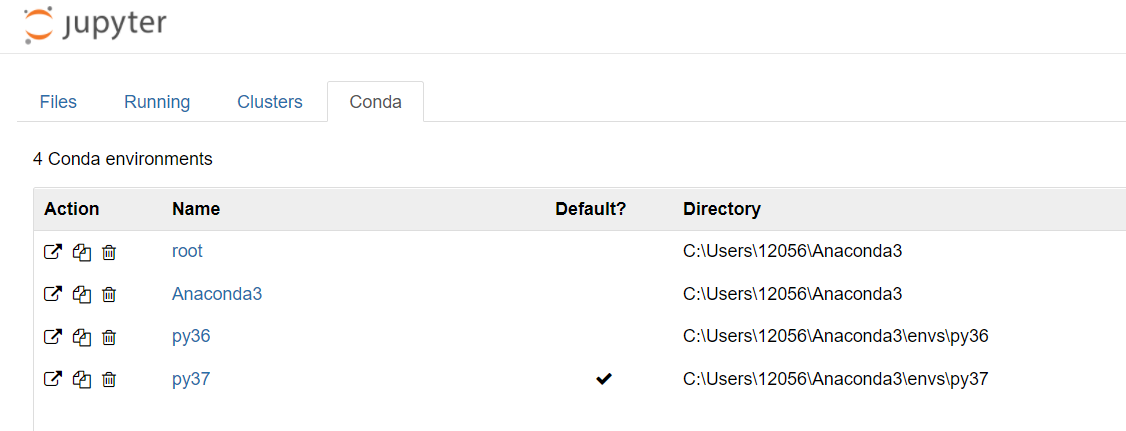 jupyter
Files Running Clusters Conda
4 Conda environments
Action Name Default? Directory
root C:\Users\12056\Anaconda3
Anaconda3 C:\Users\12056\Anaconda3
py36 C:\Users\12056\Anaconda3\envs\py36
py37 C:\Users\12056\Anaconda3\envs\py37